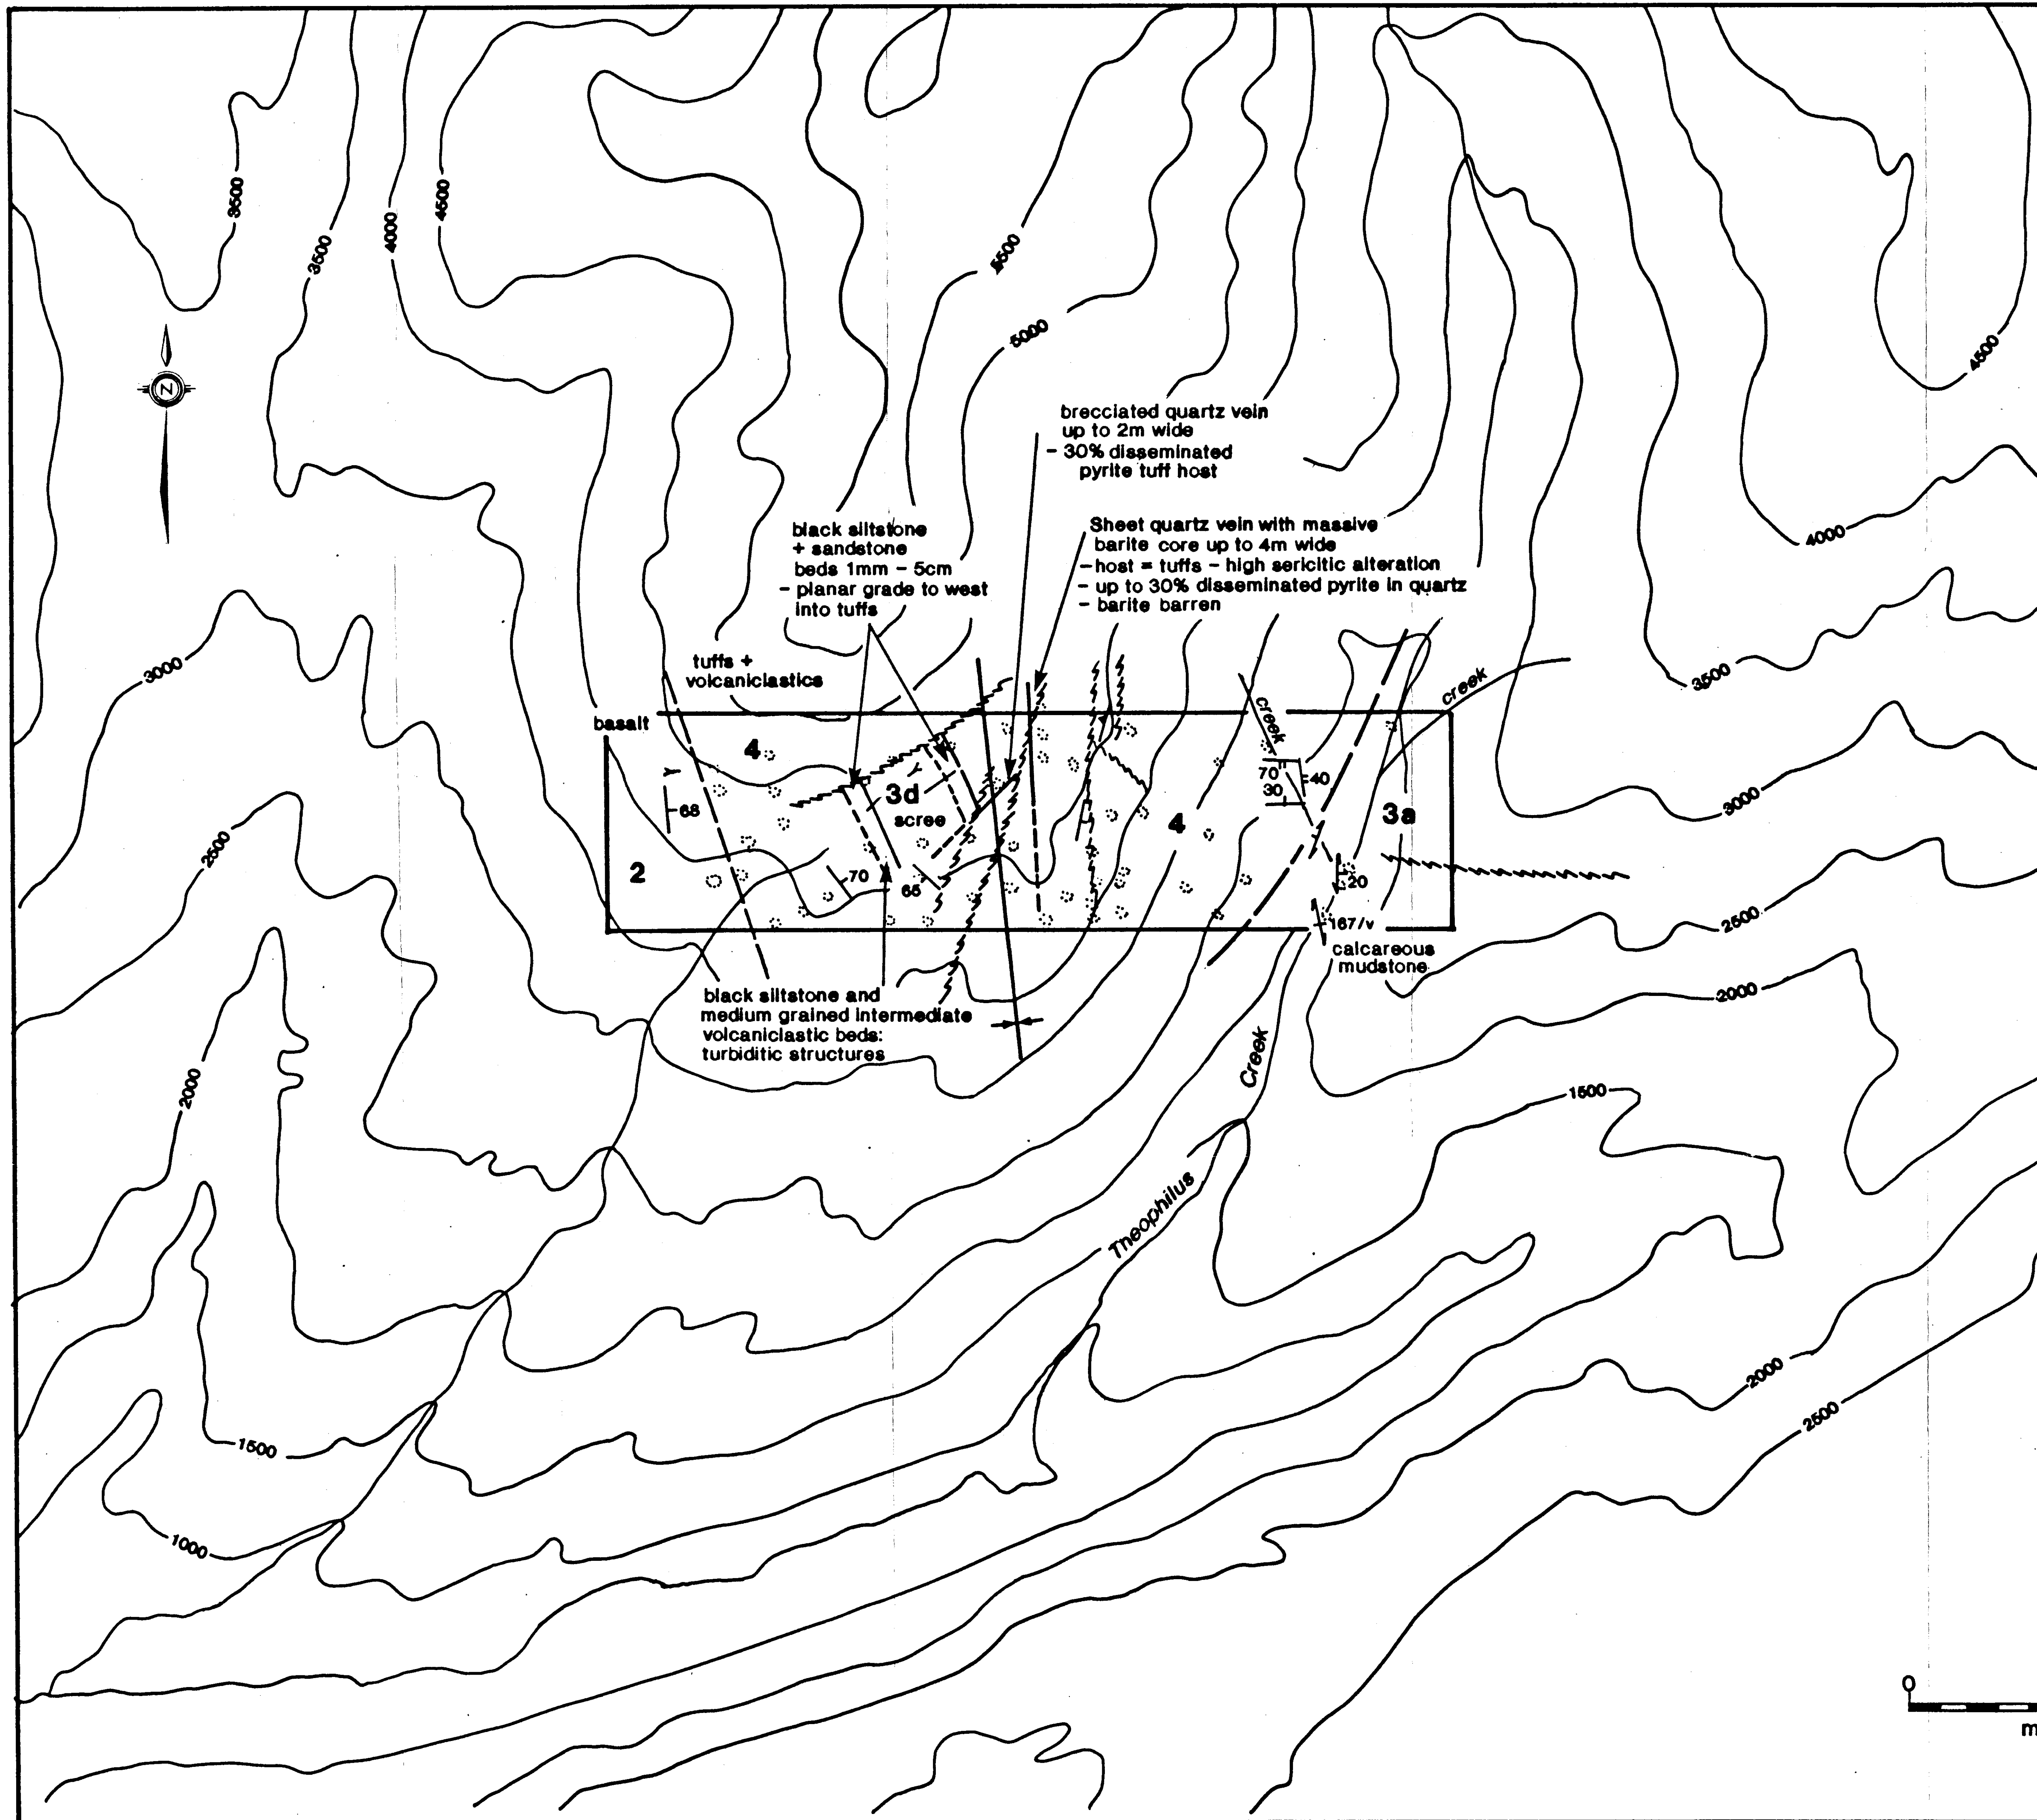 3500
3500
4000
4500
5500
5000
4500
N
brecciated quartz vein
up to 2m wide
- 30% disseminated
pyrite tuff host
black siltstone
+ sandstone
beds 1mm - 5cm
- planar grade to west
into tuffs
Sheet quartz vein with massive
barite core up to 4m wide
- host = tuffs - high sericitic alteration
- up to 30% disseminated pyrite in quartz
- barite barren
4000
3000
tuffs +
volcaniclastics
3500
creek
creek
basalt
4
70
40
30
3d
scree
68
4
3a
3000
2500
2
70
65
20
167/v
2500
calcareous
mudstone
2000
black siltstone and
medium grained intermediate
volcaniclastic beds:
turbiditic structures
Creek
2000
1500
Theophilus
2000
2500
1500
1000
0
m